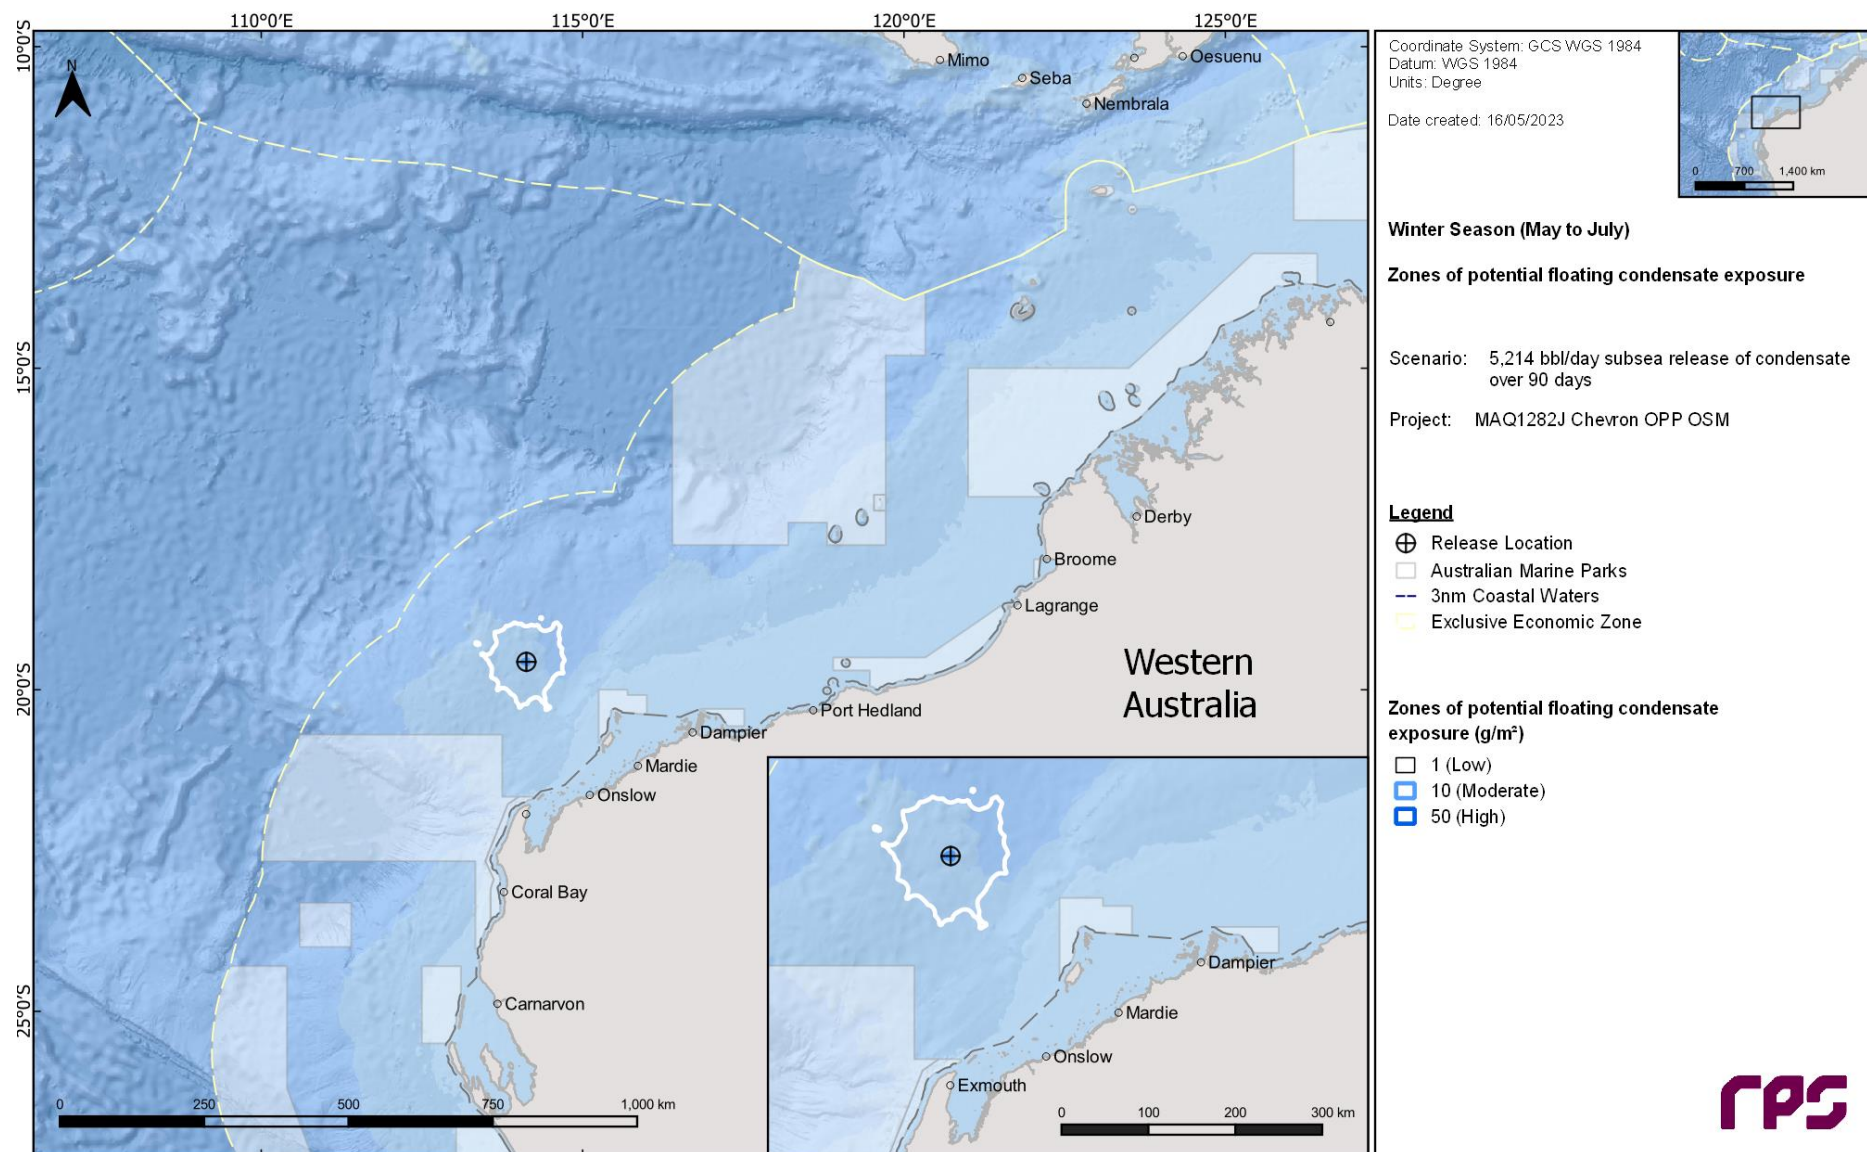 110°0′E 115°0′E 120°0′E 125°0′E
10°0′S
15°0′S
20°0′S
25°0′S
N
Mimo
Seba
Oesuenu
Nembrala
Derby
Broome
Lagrange
Western
Australia
Port Hedland
Dampier
Mardie
Onslow
Coral Bay
Carnarvon
0 250 500 750 1,000 km
Dampier
Mardie
Onslow
Exmouth
0 100 200 300 km
Coordinate System: GCS WGS 1984
Datum: WGS 1984
Units: Degree
Date created: 16/05/2023
0 700 1,400 km
Winter Season (May to July)
Zones of potential floating condensate exposure
Scenario: 5,214 bbl/day subsea release of condensate
over 90 days
Project: MAQ1282J Chevron OPP OSM
Legend
Release Location
Australian Marine Parks
3nm Coastal Waters
Exclusive Economic Zone
Zones of potential floating condensate
exposure (g/m²)
1 (Low)
10 (Moderate)
50 (High)
rps